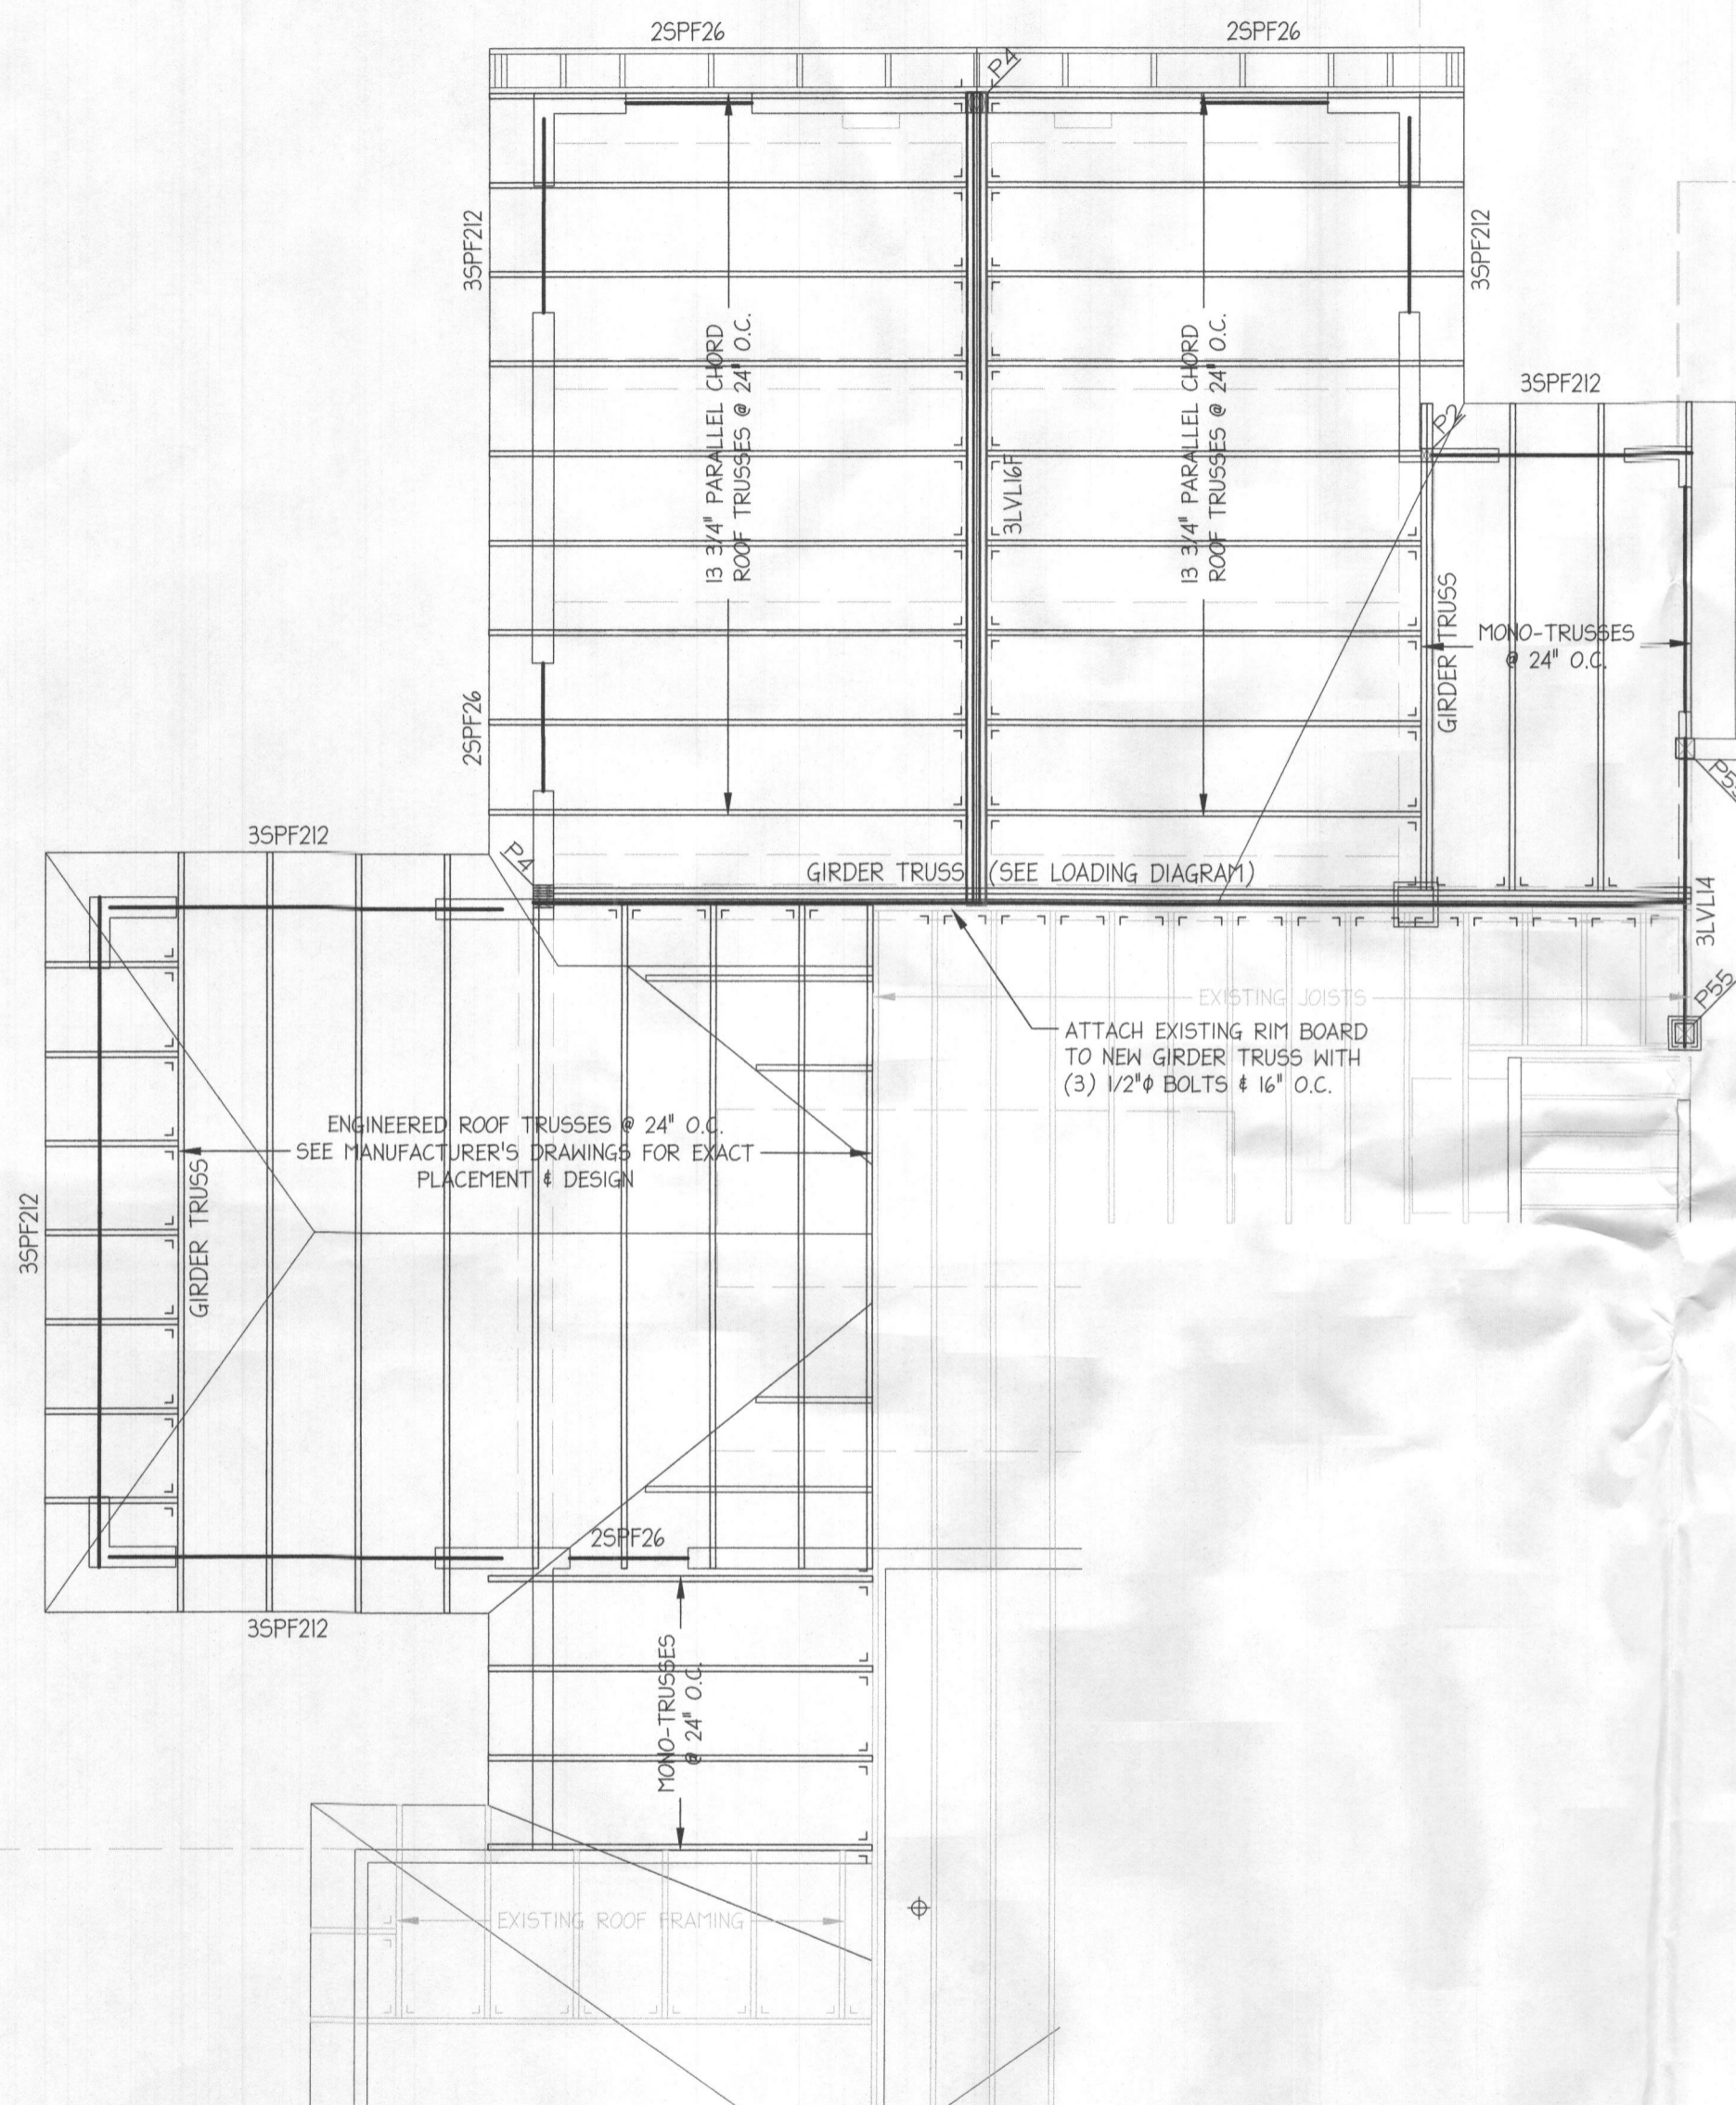 2SPF26
2SPF26
P4
3SPF212
3SPF212
13 3/4" PARALLEL CHORD
ROOF TRUSSES @ 24" O.C.
3LVL16F
13 3/4" PARALLEL CHORD
ROOF TRUSSES @ 24" O.C.
3SPF212
P2
GIRDER TRUSS
MONO-TRUSSES
@ 24" O.C.
2SPF26
3SPF212
P4
GIRDER TRUSS (SEE LOADING DIAGRAM)
3LVL14
P55
EXISTING JOISTS
ATTACH EXISTING RIM BOARD
TO NEW GIRDER TRUSS WITH
(3) 1/2"ϕ BOLTS & 16" O.C.
ENGINEERED ROOF TRUSSES @ 24" O.C.
SEE MANUFACTURER'S DRAWINGS FOR EXACT
PLACEMENT & DESIGN
3SPF212
GIRDER TRUSS
2SPF26
3SPF212
MONO-TRUSSES
@ 24" O.C.
EXISTING ROOF FRAMING